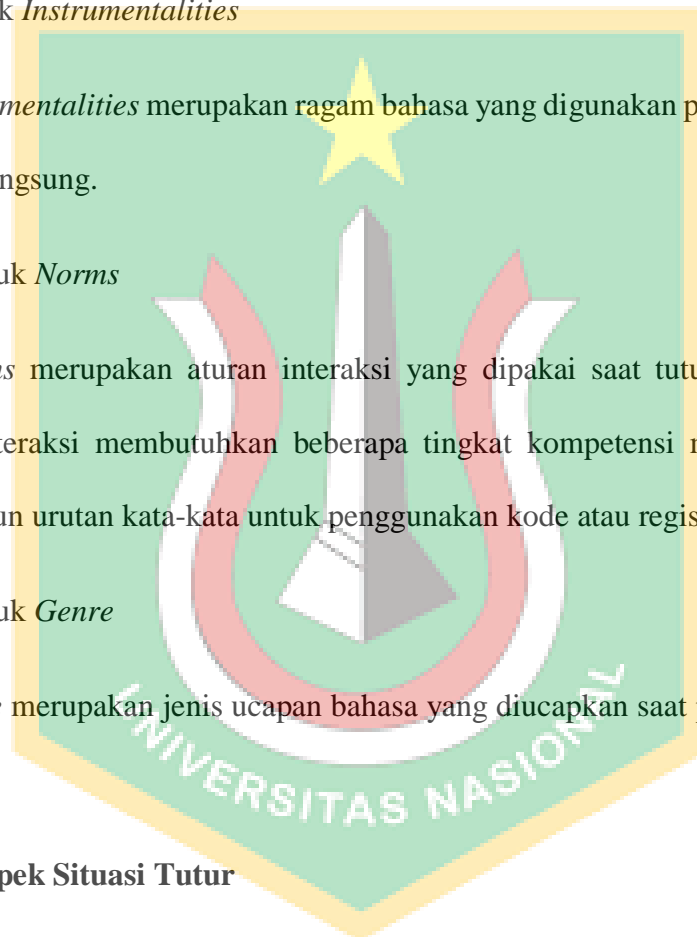 k Instrumentalities
mentalities merupakan ragam bahasa yang digunakan p
ngsung.
uk Norms
s merupakan aturan interaksi yang dipakai saat tutu
teraksi membutuhkan beberapa tingkat kompetensi
un urutan kata-kata untuk penggunakan kode atau regis
uk Genre
merupakan jenis ucapan bahasa yang diucapkan saat
UNIVERSITAS NASIONAL
pek Situasi Tutur